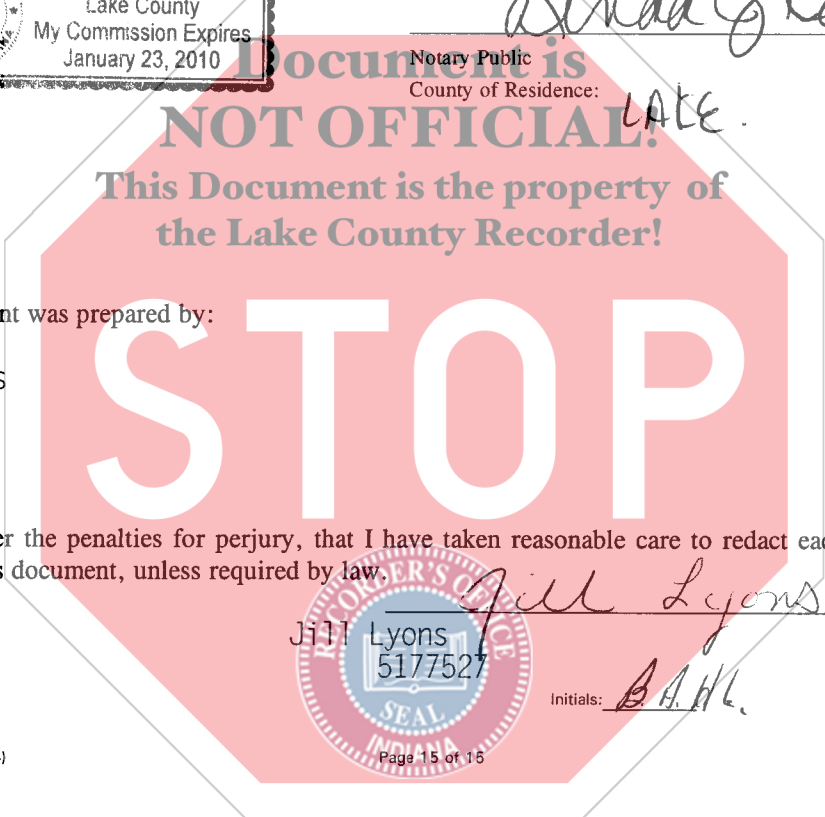 Lake County
My Commission Expires
January 23, 2010
Notary Public
County of Residence: LAKE.
Document is
NOT OFFICIAL!
This Document is the property of
the Lake County Recorder!
nt was prepared by:
S
STOP
er the penalties for perjury, that I have taken reasonable care to redact eac
s document, unless required by law.
Jill Lyons
Jill Lyons
5177527
RECORDER'S OFFICE
SEAL
INDIANA
Initials: B.A.H L.
Page 15 of 15